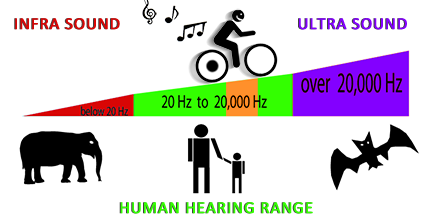 INFRA SOUND
ULTRA SOUND
below 20 Hz
20 Hz to 20,000 Hz
over 20,000 Hz
HUMAN HEARING RANGE